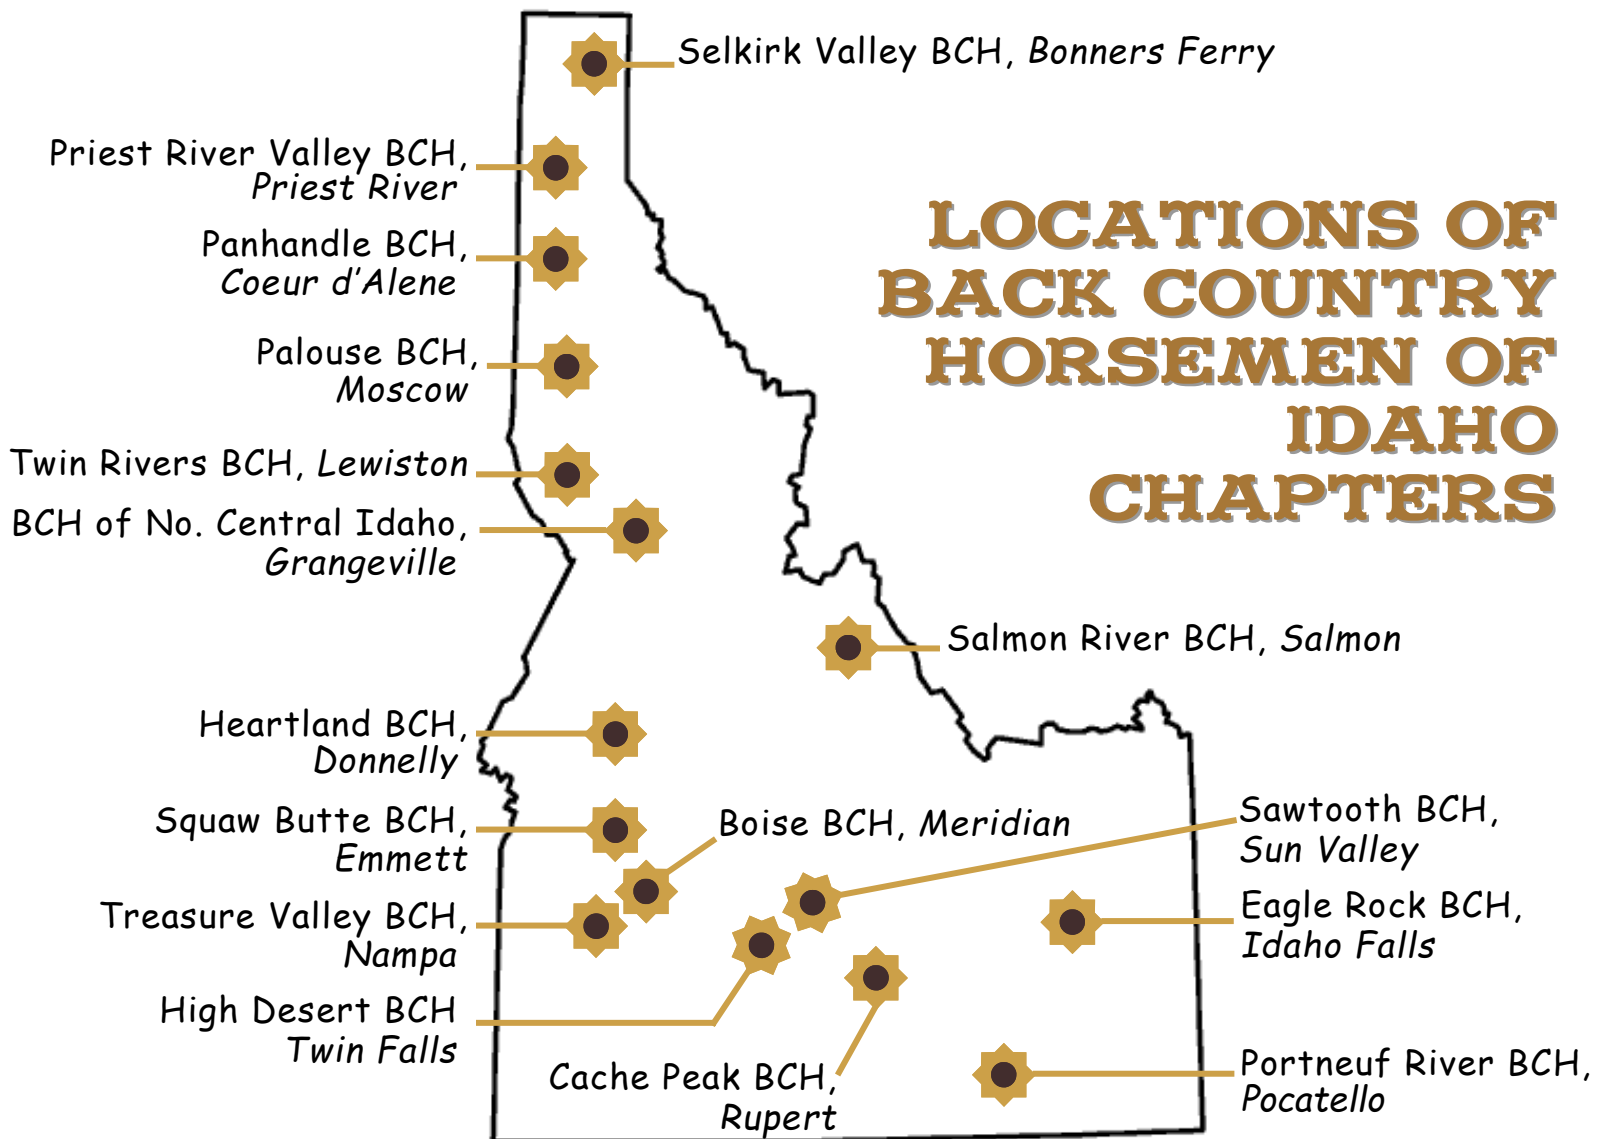 Selkirk Valley BCH, Bonners Ferry
Priest River Valley BCH,
Priest River
Panhandle BCH,
Coeur d'Alene
Palouse BCH,
Moscow
Twin Rivers BCH, Lewiston
BCH of No. Central Idaho,
Grangeville
LOCATIONS OF
BACK COUNTRY
HORSEMEN OF
IDAHO
CHAPTERS
Salmon River BCH, Salmon
Heartland BCH,
Donnelly
Squaw Butte BCH,
Emmett
Boise BCH, Meridian
Sawtooth BCH,
Sun Valley
Treasure Valley BCH,
Nampa
Eagle Rock BCH,
Idaho Falls
High Desert BCH
Twin Falls
Cache Peak BCH,
Rupert
Portneuf River BCH,
Pocatello